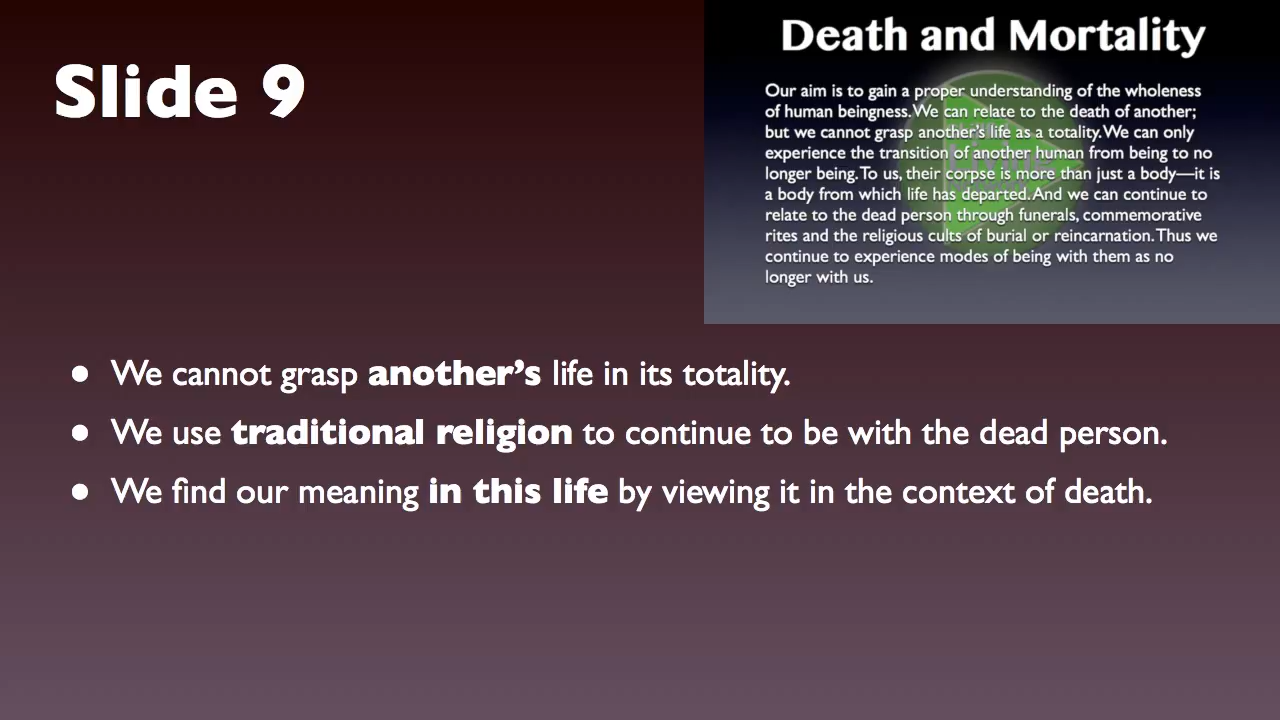 Slide 9
Death and Mortality
Our aim is to gain a proper understanding of the wholeness
of human beingness. We can relate to the death of another;
but we cannot grasp another's life as a totality. We can only
experience the transition of another human from being to no
longer being. To us, their corpse is more than just a body—it is
a body from which life has departed. And we can continue to
relate to the dead person through funerals, commemorative
rites and the religious cults of burial or reincarnation. Thus we
continue to experience modes of being with them as no
longer with us.
● We cannot grasp another’s life in its totality.
● We use traditional religion to continue to be with the dead person.
● We find our meaning in this life by viewing it in the context of death.